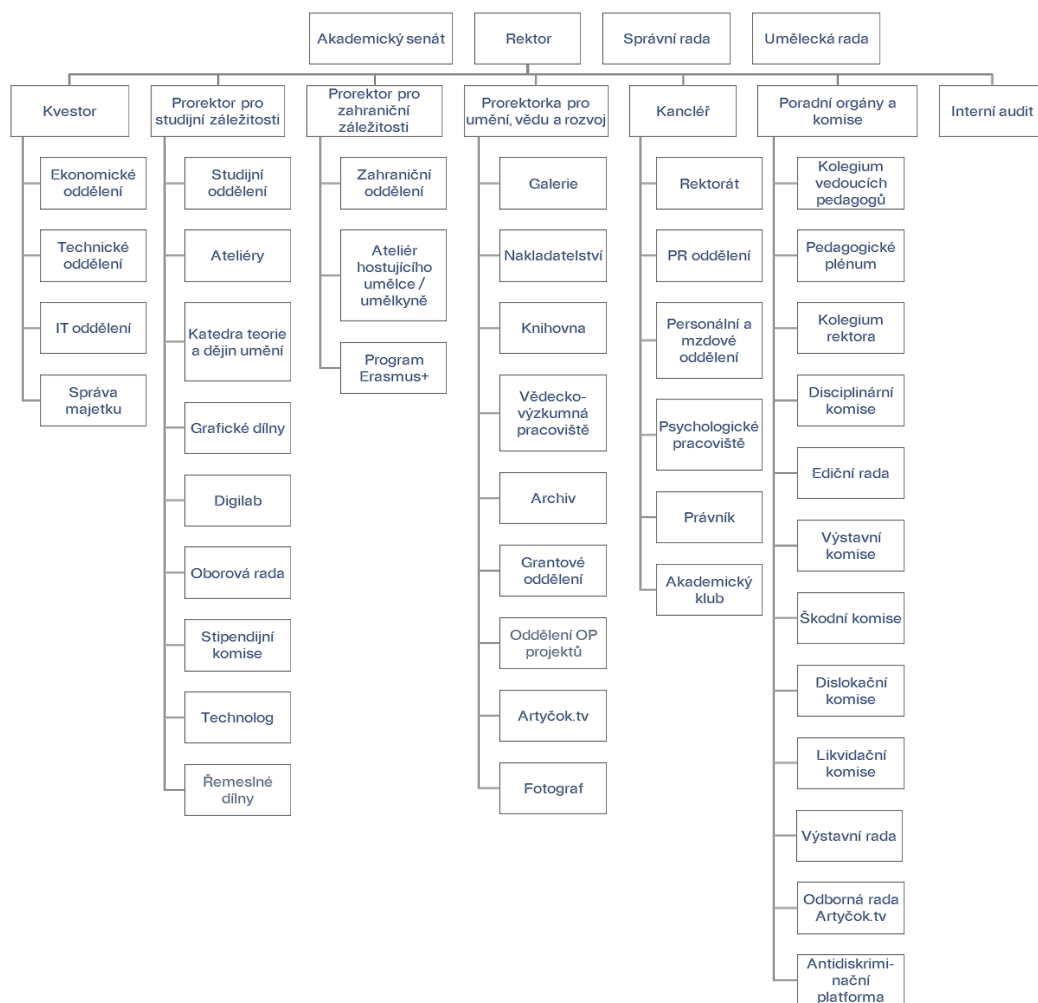 Akademický senát
Rektor
Správní rada
Umělecká rada
Kvestor
Prorektor pro
studijní záležitosti
Prorektor pro
zahraniční
záležitosti
Prorektorka pro
umění, vědu a rozvoj
Kancléř
Poradní orgány a
komise
Interní audit
Ekonomické
oddělení
Technické
oddělení
IT oddělení
Správa
majetku
Studijní
oddělení
Ateliéry
Katedra teorie
a dějin umění
Grafické dílny
Digilab
Oborová rada
Stipendijní
komise
Technolog
Řemeslné
dílny
Zahraniční
oddělení
Ateliér
hostujícího
umělce /
umělkyně
Program
Erasmus+
Galerie
Nakladatelství
Knihovna
Vědecko-
výzkumná
pracoviště
Archiv
Grantové
oddělení
Oddělení OP
projektů
Artyčok.tv
Fotograf
Rektorát
PR oddělení
Personální a
mzdové
oddělení
Psychologické
pracoviště
Právník
Akademický
klub
Kolegium
vedoucích
pedagogů
Pedagogické
plénum
Kolegium
rektora
Disciplinární
komise
Ediční rada
Výstavní
komise
Škodní komise
Dislokační
komise
Likvidační
komise
Výstavní rada
Odborná rada
Artyčok.tv
Antidiskrimi-
nační
platforma